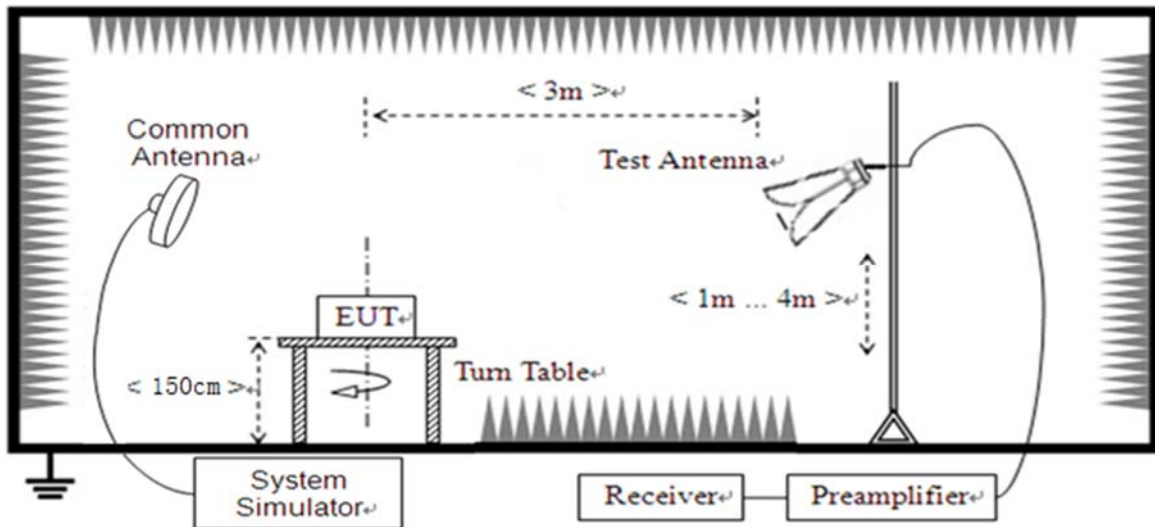 < 3m >↵
Common
Antenna↵
Test Antenna↵
< 1m ... 4m >↵
EUT↵
Turn Table↵
< 150cm >↵
System
Simulator↵
Receiver↵
Preamplifier↵